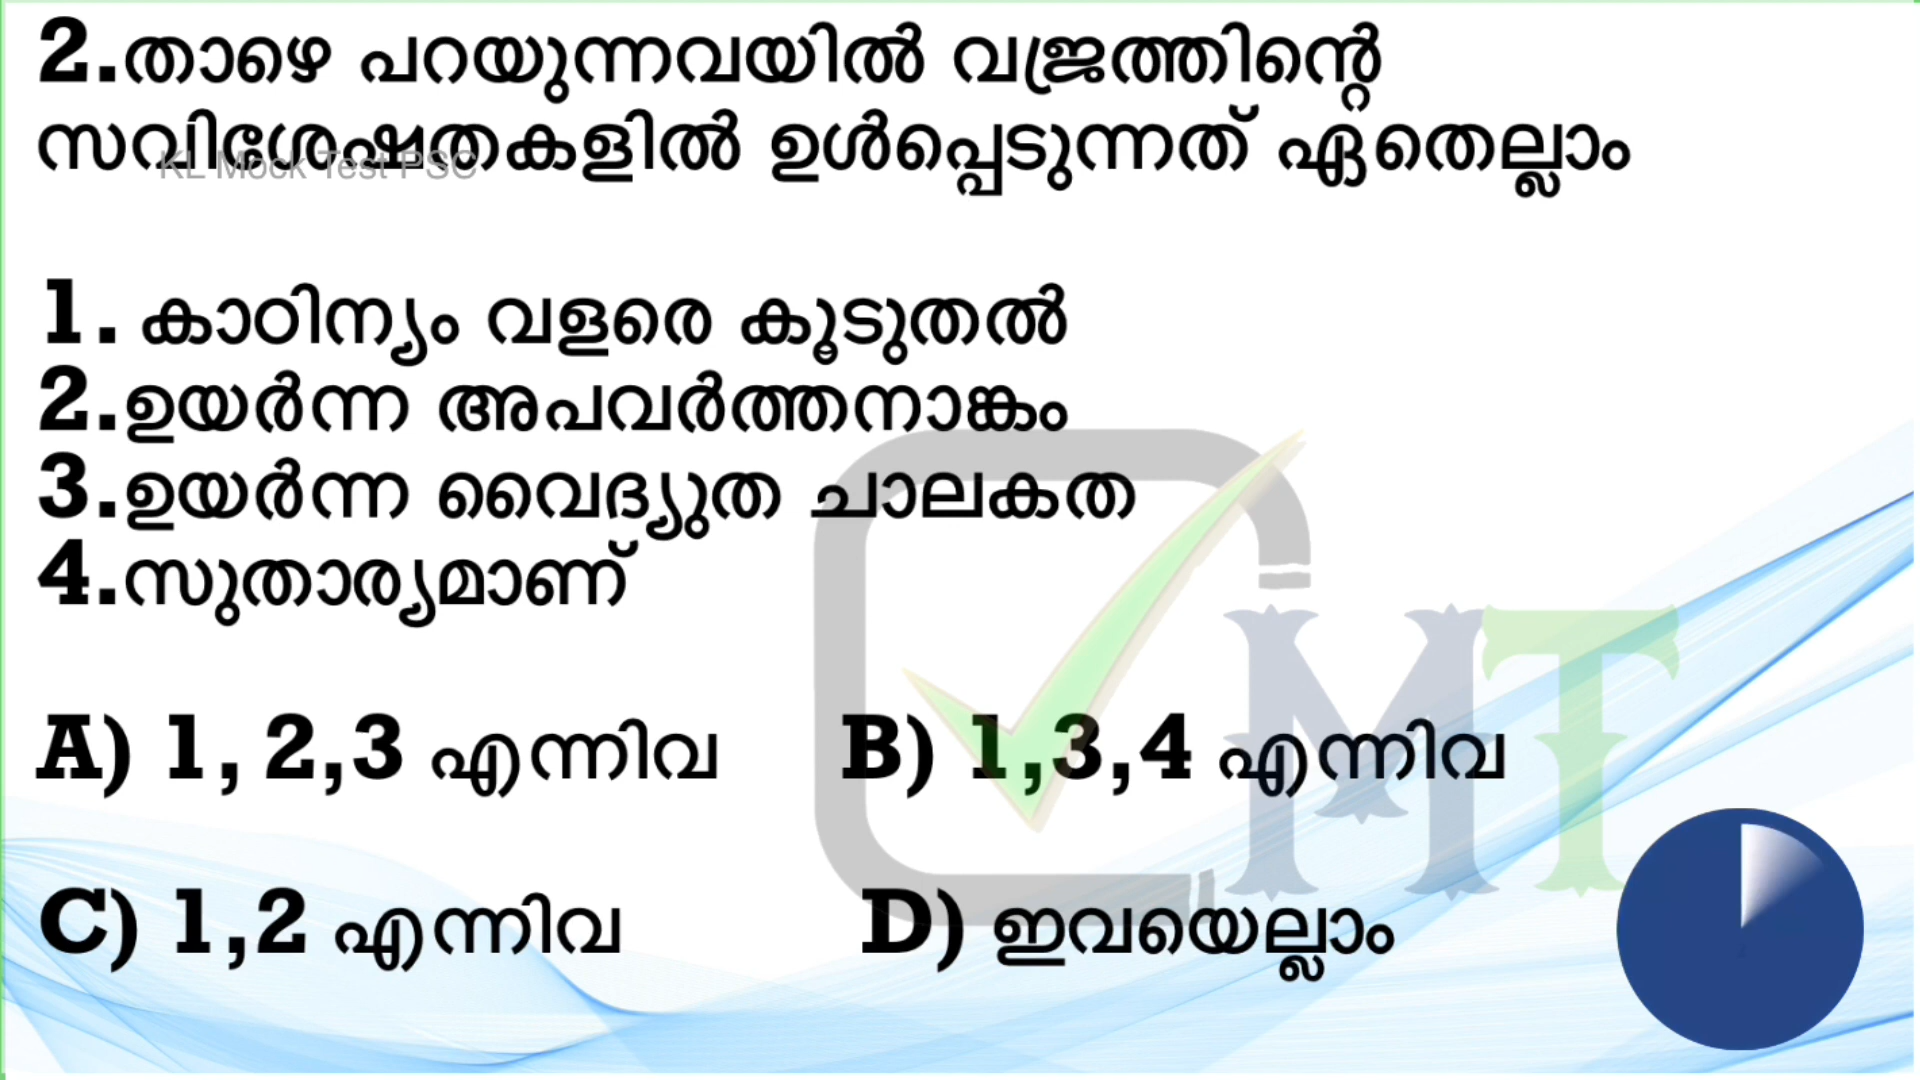 2.താഴെ പറയുന്നവയിൽ വജ്രത്തിന്റെ
സവിശേഷതകളിൽ ഉൾപ്പെടുന്നത് ഏതെല്ലാം
KL Mock Test PSC
1. കാഠിന്യം വളരെ കൂടുതൽ
2.ഉയർന്ന അപവർത്തനാങ്കം
3.ഉയർന്ന വൈദ്യുത ചാലകത
4.സുതാര്യമാണ്
MT
A) 1, 2,3 എന്നിവ B) 1,3,4 എന്നിവ
C) 1,2 എന്നിവ D) ഇവയെല്ലാം